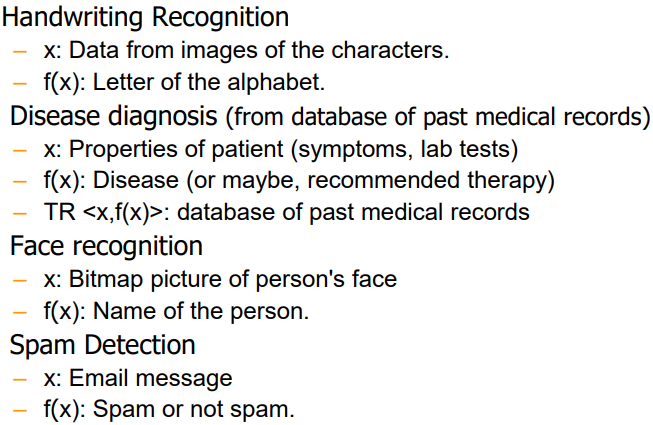 Handwriting Recognition
– x: Data from images of the characters.
– f(x): Letter of the alphabet.
Disease diagnosis (from database of past medical records)
– x: Properties of patient (symptoms, lab tests)
– f(x): Disease (or maybe, recommended therapy)
– TR <x,f(x)>: database of past medical records
Face recognition
– x: Bitmap picture of person's face
– f(x): Name of the person.
Spam Detection
– x: Email message
– f(x): Spam or not spam.